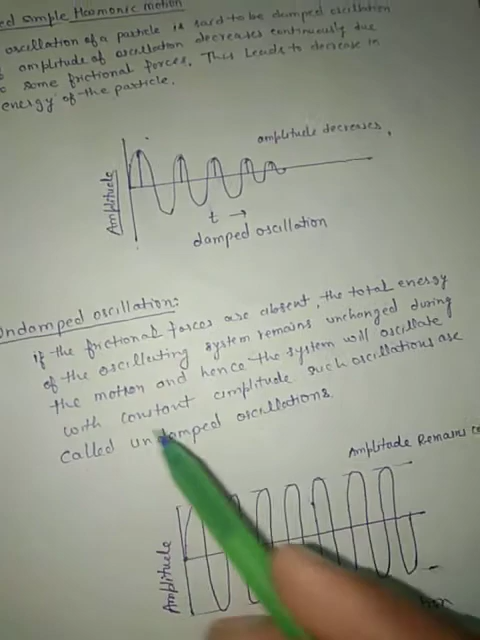 ed simple Harmonic motion
oscillation of a particle is said to be damped oscillation
amplitude of oscillation decreases continuously due
some frictional forces. This leads to decrease in
energy of the particle.
amplitude decreases,
Amplitude
t →
damped oscillation
Undamped oscillation:
If the frictional forces are absent, the total energy
of the oscillating system remains unchanged during
the motion and hence the system will oscillate
with constant amplitude such oscillations are
Called undamped oscillations.
Amplitude Remains co
Amplitude